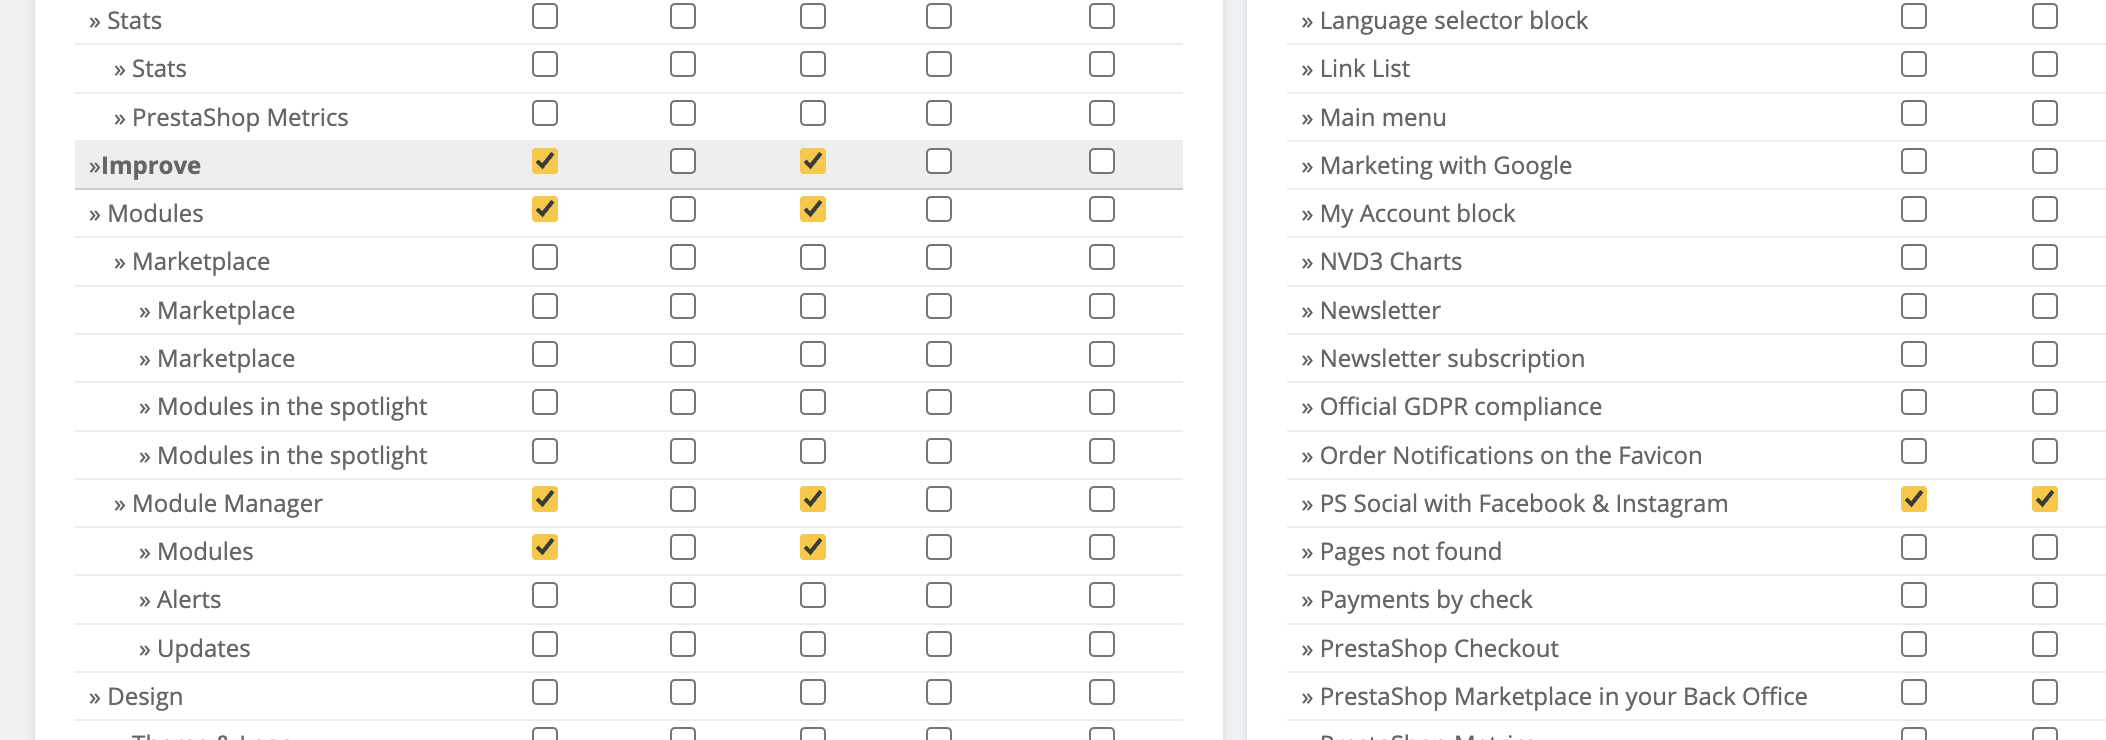 » Stats
» Stats
» PrestaShop Metrics
»Improve
» Modules
» Marketplace
» Marketplace
» Marketplace
» Modules in the spotlight
» Modules in the spotlight
» Module Manager
» Modules
» Alerts
» Updates
» Design
» Language selector block
» Link List
» Main menu
» Marketing with Google
» My Account block
» NVD3 Charts
» Newsletter
» Newsletter subscription
» Official GDPR compliance
» Order Notifications on the Favicon
» PS Social with Facebook & Instagram
» Pages not found
» Payments by check
» PrestaShop Checkout
» PrestaShop Marketplace in your Back Office